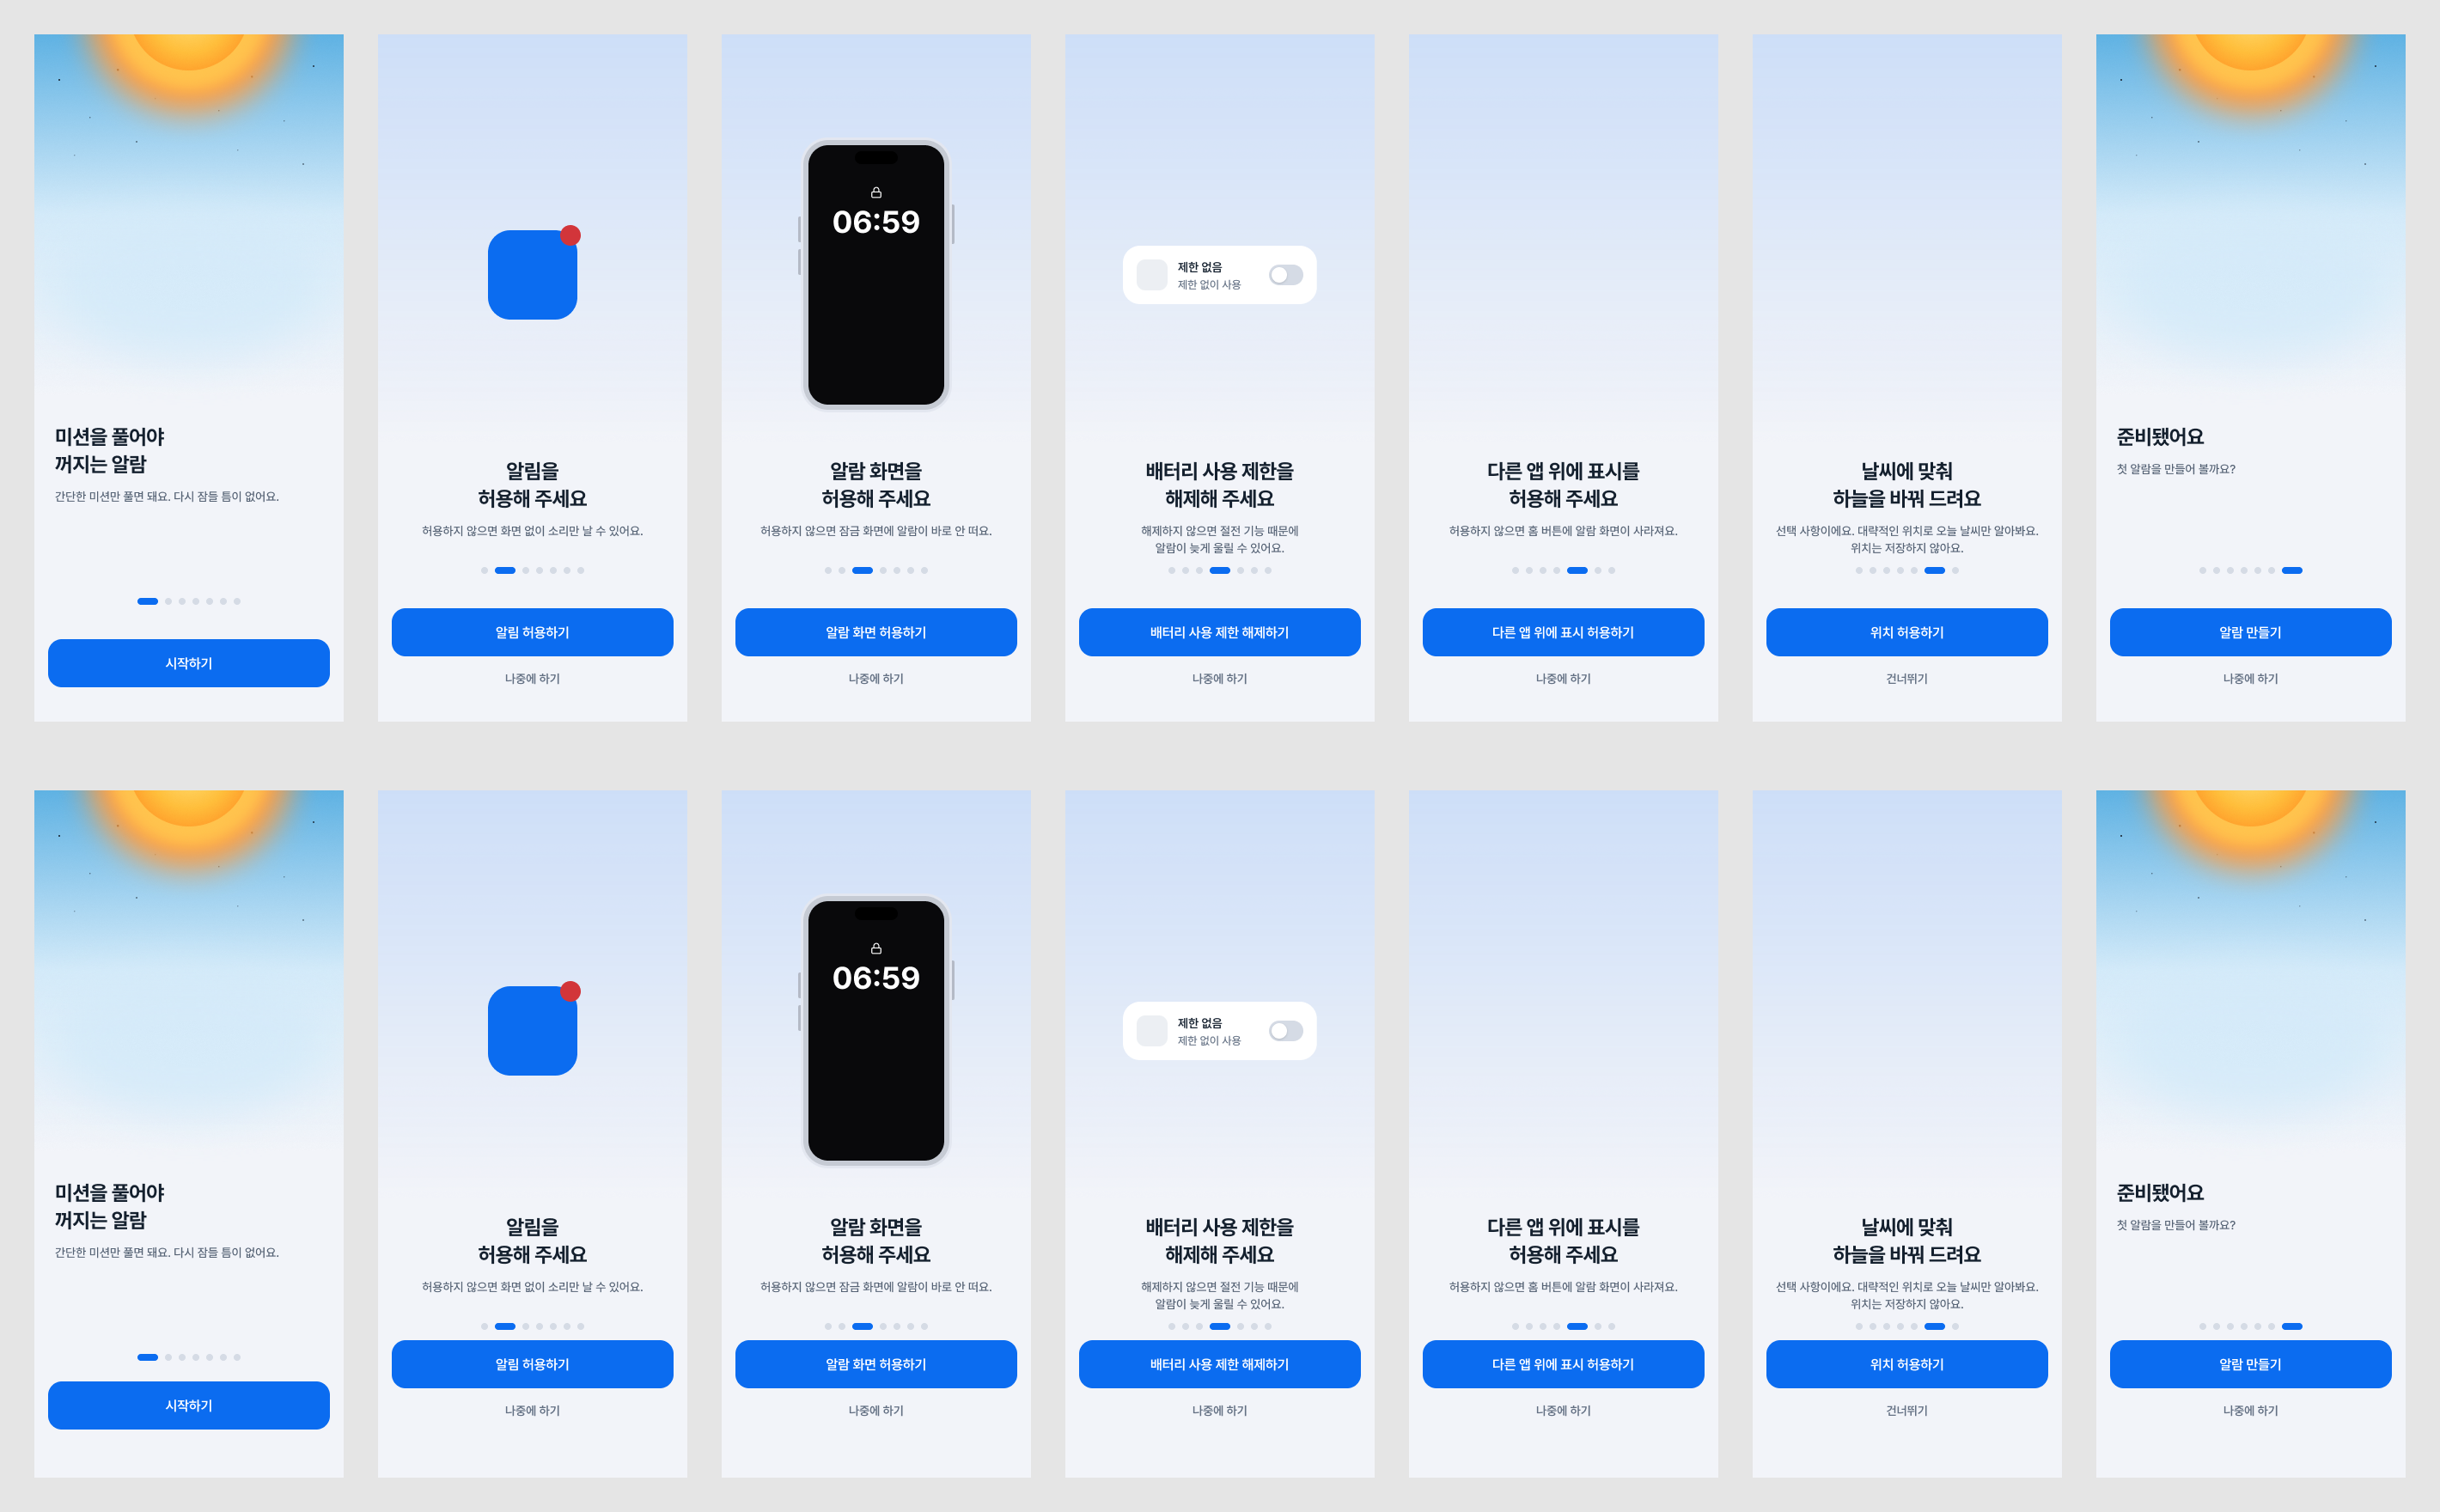 미션을 풀어야
꺼지는 알람
간단한 미션만 풀면 돼요. 다시 잠들 틈이 없어요.
시작하기
알림을
허용해 주세요
허용하지 않으면 화면 없이 소리만 날 수 있어요.
알림 허용하기
나중에 하기
06:59
알람 화면을
허용해 주세요
허용하지 않으면 잠금 화면에 알람이 바로 안 떠요.
알람 화면 허용하기
나중에 하기
제한 없음
제한 없이 사용
배터리 사용 제한을
해제해 주세요
해제하지 않으면 절전 기능 때문에
알람이 늦게 울릴 수 있어요.
배터리 사용 제한 해제하기
나중에 하기
다른 앱 위에 표시를
허용해 주세요
허용하지 않으면 홈 버튼에 알람 화면이 사라져요.
다른 앱 위에 표시 허용하기
나중에 하기
날씨에 맞춰
하늘을 바꿔 드려요
선택 사항이에요. 대략적인 위치로 오늘 날씨만 알아봐요.
위치는 저장하지 않아요.
위치 허용하기
건너뛰기
준비됐어요
첫 알람을 만들어 볼까요?
알람 만들기
나중에 하기
미션을 풀어야
꺼지는 알람
간단한 미션만 풀면 돼요. 다시 잠들 틈이 없어요.
시작하기
알림을
허용해 주세요
허용하지 않으면 화면 없이 소리만 날 수 있어요.
알림 허용하기
나중에 하기
06:59
알람 화면을
허용해 주세요
허용하지 않으면 잠금 화면에 알람이 바로 안 떠요.
알람 화면 허용하기
나중에 하기
제한 없음
제한 없이 사용
배터리 사용 제한을
해제해 주세요
해제하지 않으면 절전 기능 때문에
알람이 늦게 울릴 수 있어요.
배터리 사용 제한 해제하기
나중에 하기
다른 앱 위에 표시를
허용해 주세요
허용하지 않으면 홈 버튼에 알람 화면이 사라져요.
다른 앱 위에 표시 허용하기
나중에 하기
날씨에 맞춰
하늘을 바꿔 드려요
선택 사항이에요. 대략적인 위치로 오늘 날씨만 알아봐요.
위치는 저장하지 않아요.
위치 허용하기
건너뛰기
준비됐어요
첫 알람을 만들어 볼까요?
알람 만들기
나중에 하기